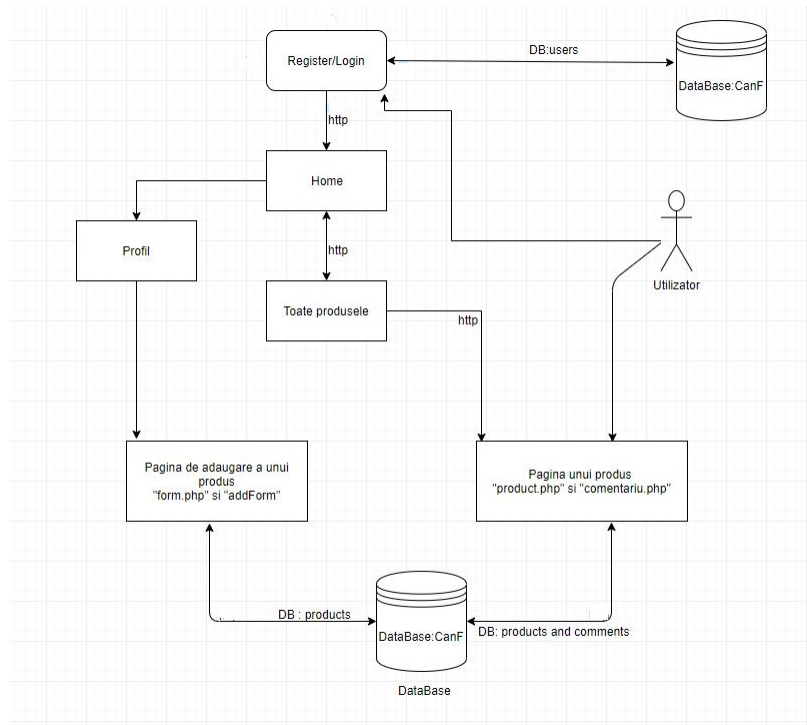 DB:users
Register/Login
DataBase:CanF
http
Home
Profil
http
Utilizator
Toate produsele
http
Pagina de adaugare a unui
produs
"form.php" si "addForm"
Pagina unui produs
"product.php" si "comentariu.php"
DB : products
DataBase:CanF
DB: products and comments
DataBase